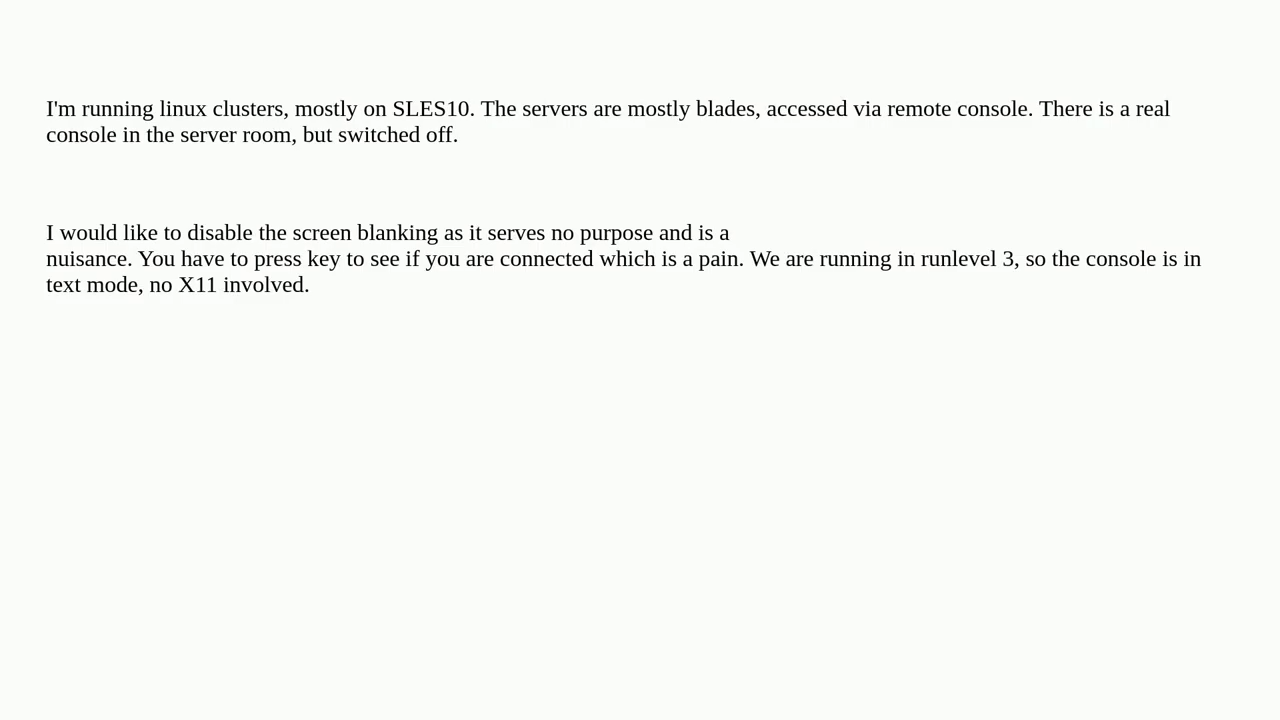 I'm running linux clusters, mostly on SLES10. The servers are mostly blades, accessed via remote console. There is a real
console in the server room, but switched off.
I would like to disable the screen blanking as it serves no purpose and is a
nuisance. You have to press key to see if you are connected which is a pain. We are running in runlevel 3, so the console is in
text mode, no X11 involved.